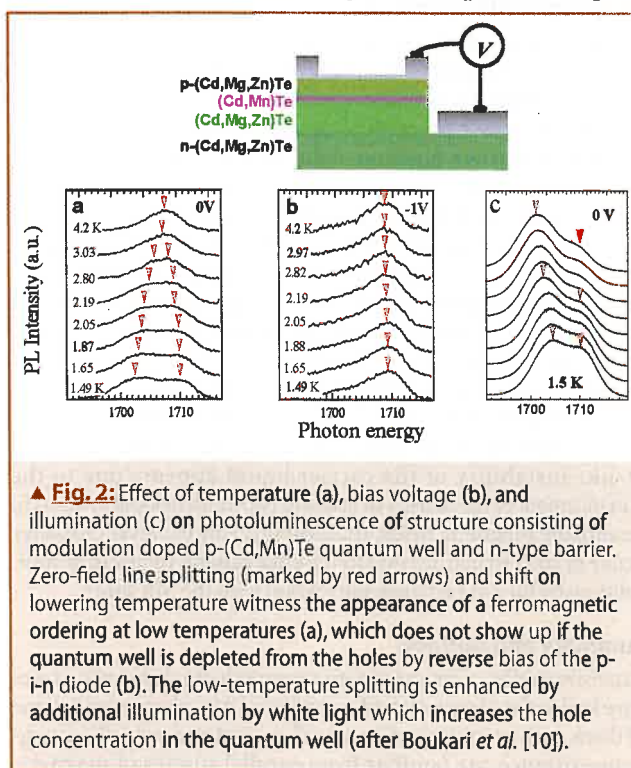 V
p-(Cd,Mg,Zn)Te
(Cd,Mn)Te
(Cd,Mg,Zn)Te
n-(Cd,Mg,Zn)Te
PL Intensity (a.u.)
a 0V
4.2 K
3.03
2.80
2.19
2.05
1.87
1.65
1.49 K
1700 1710
b -1V
4.2 K
2.97
2.82
2.19
2.05
1.88
1.65
1.49 K
1700 1710
c 0 V
1.5 K
1700 1710
Photon energy
▲ Fig. 2: Effect of temperature (a), bias voltage (b), and
illumination (c) on photoluminescence of structure consisting of
modulation doped p-(Cd,Mn)Te quantum well and n-type barrier.
Zero-field line splitting (marked by red arrows) and shift on
lowering temperature witness the appearance of a ferromagnetic
ordering at low temperatures (a), which does not show up if the
quantum well is depleted from the holes by reverse bias of the p-
i-n diode (b). The low-temperature splitting is enhanced by
additional illumination by white light which increases the hole
concentration in the quantum well (after Boukari et al. [10]).